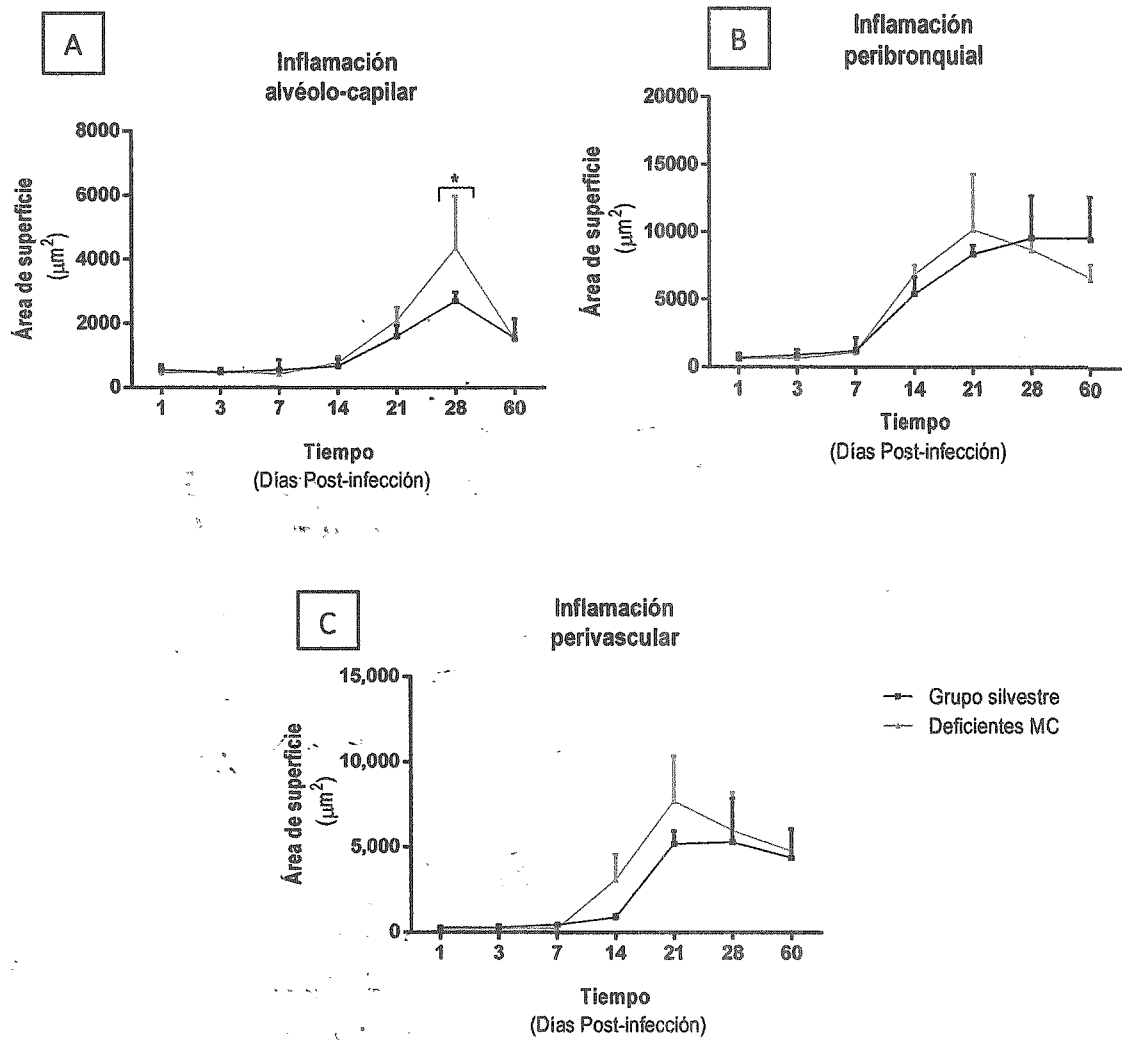 A
Inflamación
alvéolo-capilar
Área de superficie
(μm²)
8000
6000
4000
2000
0
*
1 3 7 14 21 28 60
Tiempo
(Días Post-infección)
B
Inflamación
peribronquial
Área de superficie
(μm²)
20000
15000
10000
5000
0
1 3 7 14 21 28 60
Tiempo
(Días Post-infección)
C
Inflamación
perivascular
Área de superficie
(μm²)
15,000
10,000
5,000
0
1 3 7 14 21 28 60
Tiempo
(Días Post-infección)
Grupo silvestre
Deficientes MC